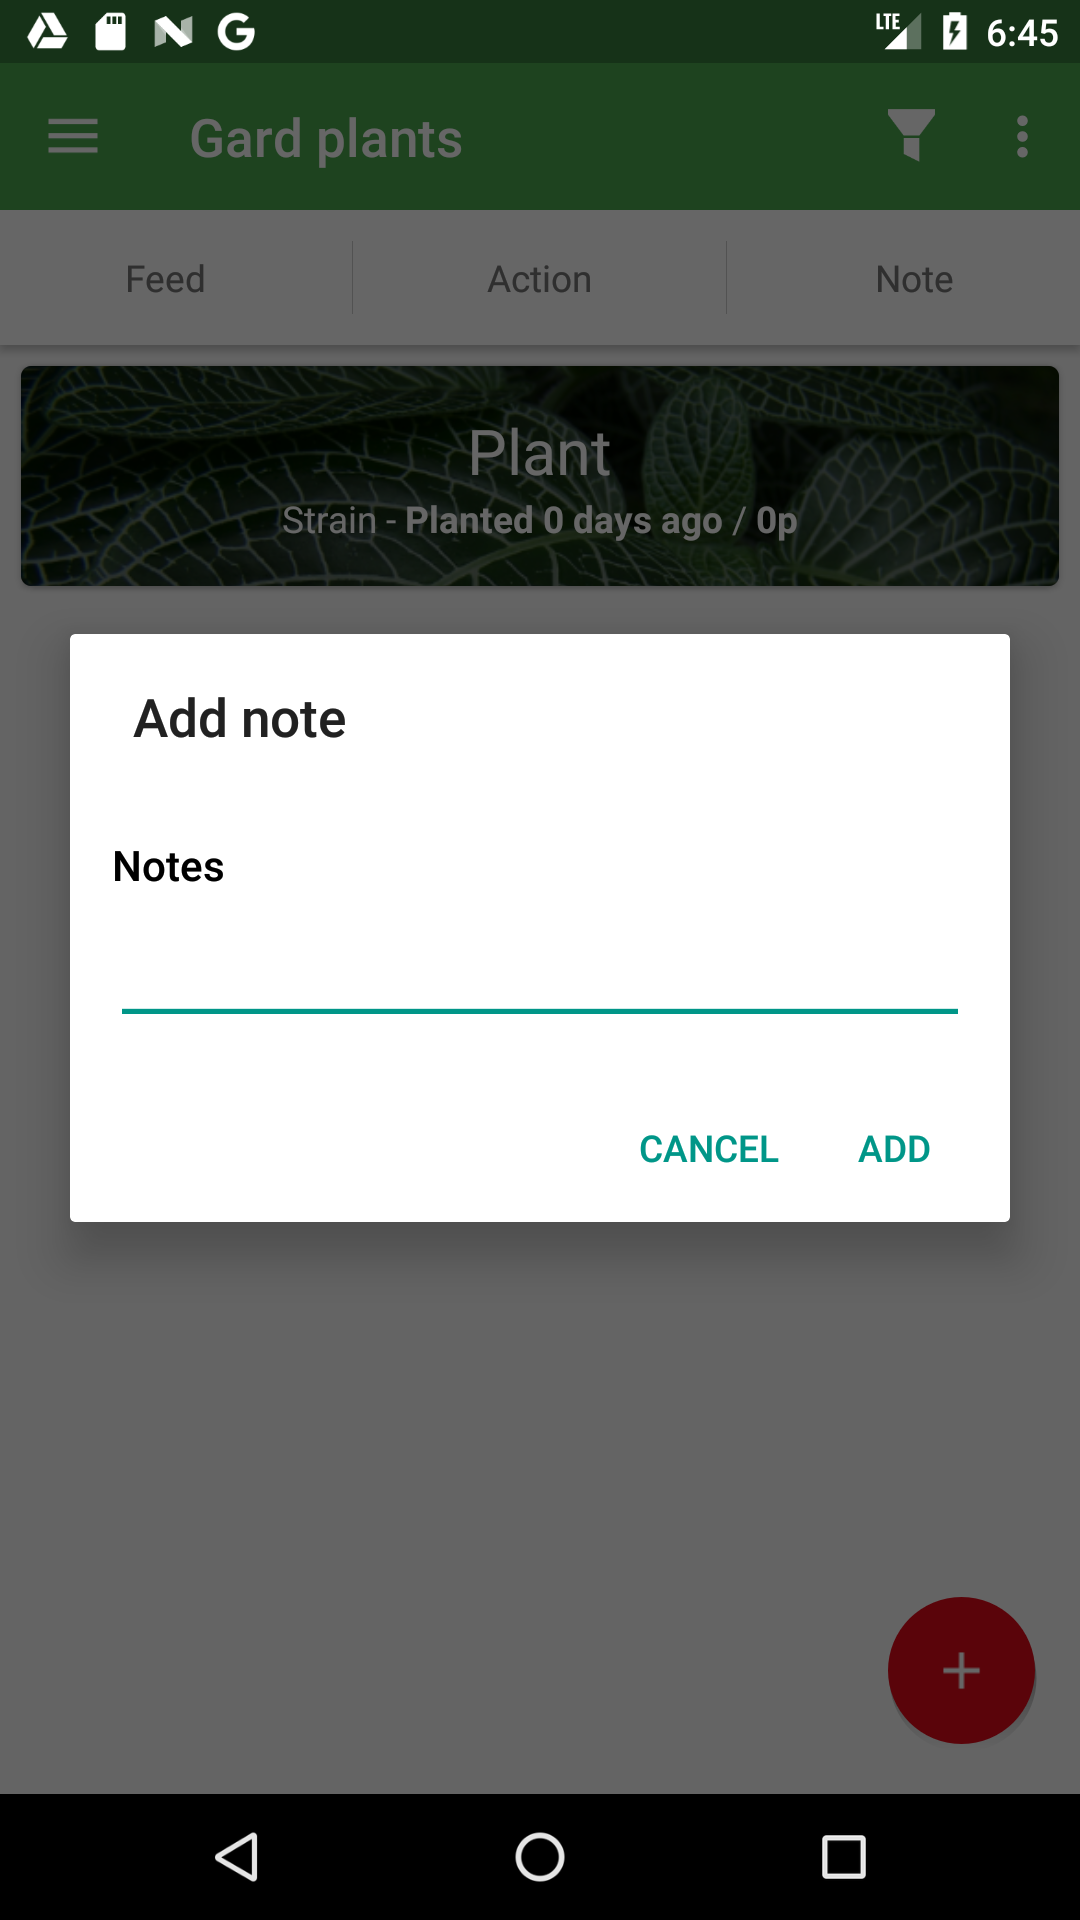 LTE 6:45
Gard plants
Feed Action Note
Plant
Strain - Planted 0 days ago / 0p
Add note
Notes
CANCEL ADD